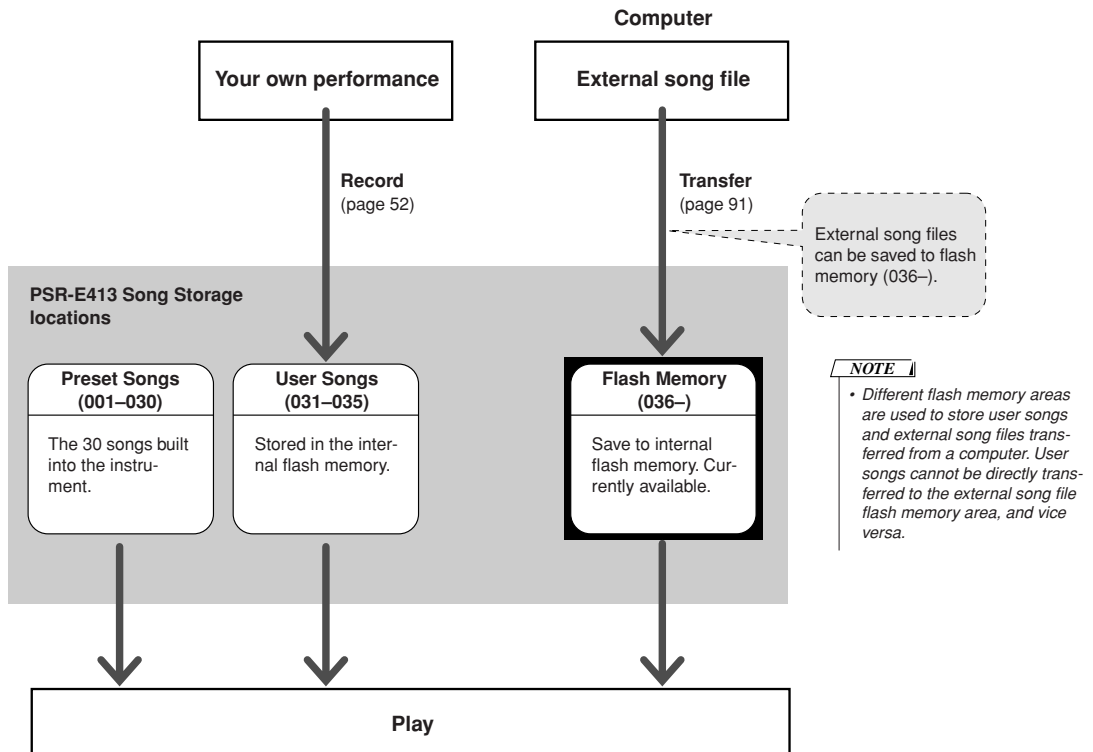 Computer
Your own performance
External song file
Record
(page 52)
Transfer
(page 91)
External song files
can be saved to flash
memory (036–).
PSR-E413 Song Storage
locations
Preset Songs
(001–030)
The 30 songs built
into the instru-
ment.
User Songs
(031–035)
Stored in the inter-
nal flash memory.
Flash Memory
(036–)
Save to internal
flash memory. Cur-
rently available.
NOTE
• Different flash memory areas
are used to store user songs
and external song files trans-
ferred from a computer. User
songs cannot be directly trans-
ferred to the external song file
flash memory area, and vice
versa.
Play